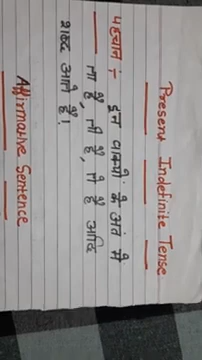 Present Indefinite Tense
पहचान :- इन वाक्यों के अंत में
ता है, ती है, ते हैं आदि
शब्द आते हैं।
Affirmative Sentence